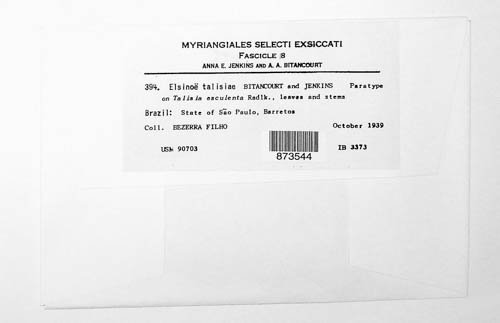 MYRIANGIALES SELECTI EXSICCATI
FASCICLE 8
ANNA E. JENKINS AND A. A. BITANCOURT
394. Elsinoë talisiae BITANCOURT and JENKINS Paratype
on Talisia esculenta Radlk., leaves and stems
Brazil: State of São Paulo, Barretos
Coll. BEZERRA FILHO October 1939
USM 90703 IB 3373
873544